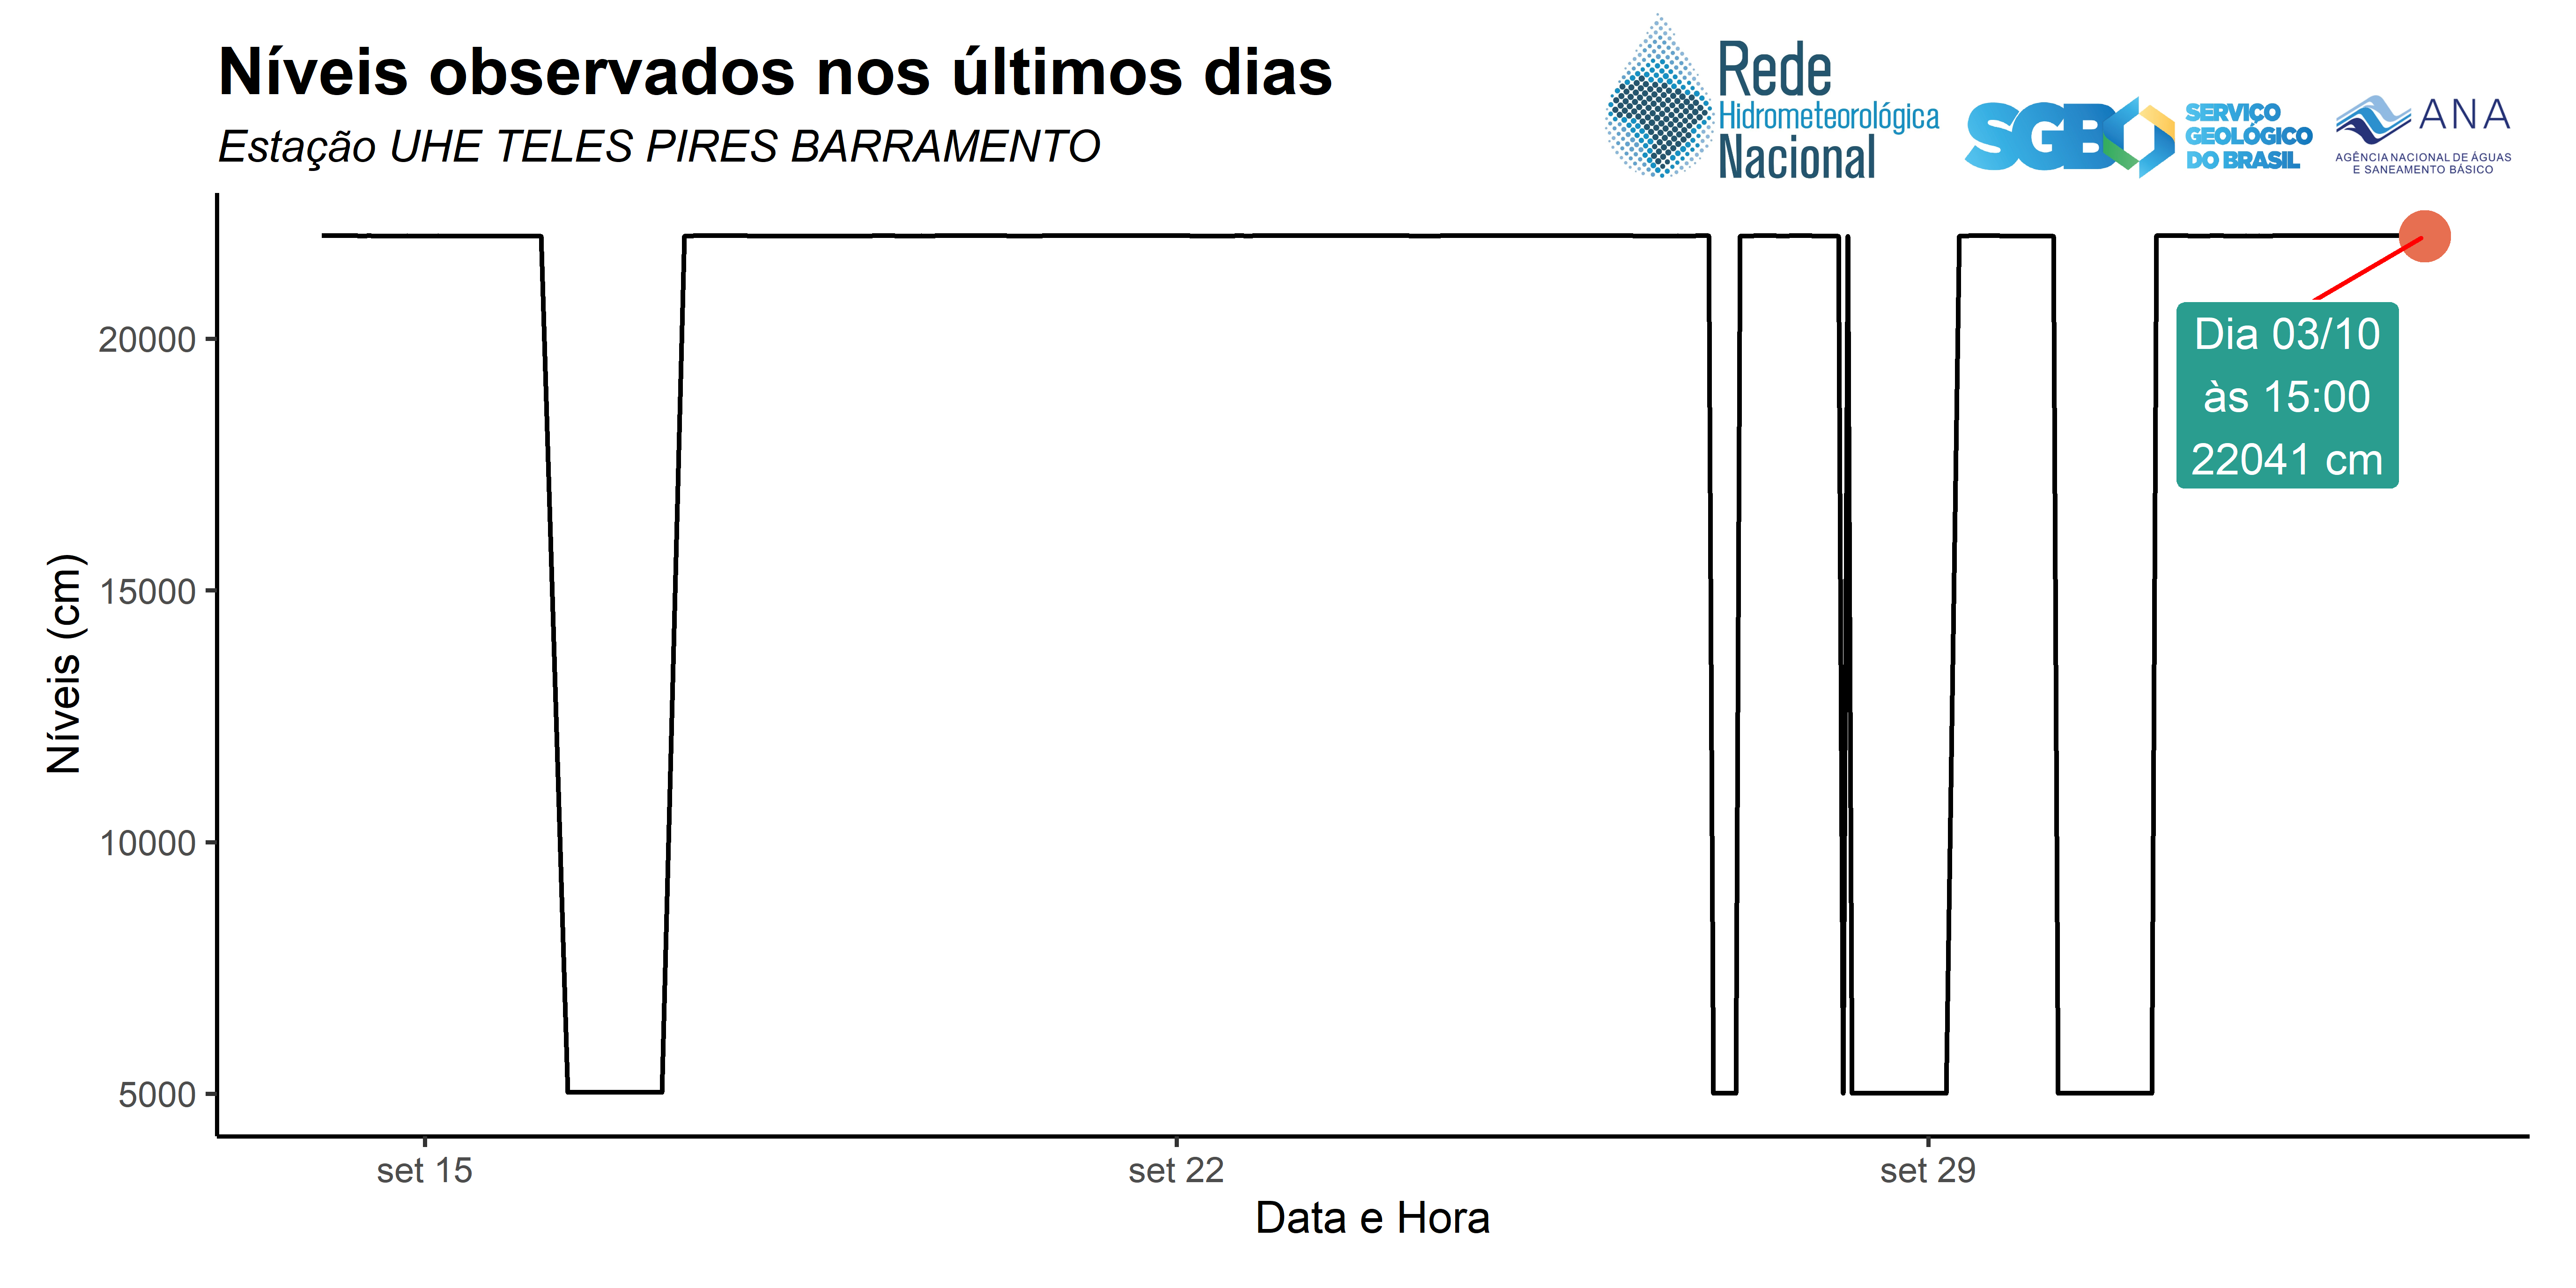 Níveis observados nos últimos dias
Estação UHE TELES PIRES BARRAMENTO
Rede
Hidrometeorológica
Nacional
SGB
SERVIÇO
GEOLÓGICO
DO BRASIL
ANA
AGÊNCIA NACIONAL DE ÁGUAS
E SANEAMENTO BÁSICO
Níveis (cm)
20000
15000
10000
5000
Dia 03/10
às 15:00
22041 cm
set 15
set 22
set 29
Data e Hora